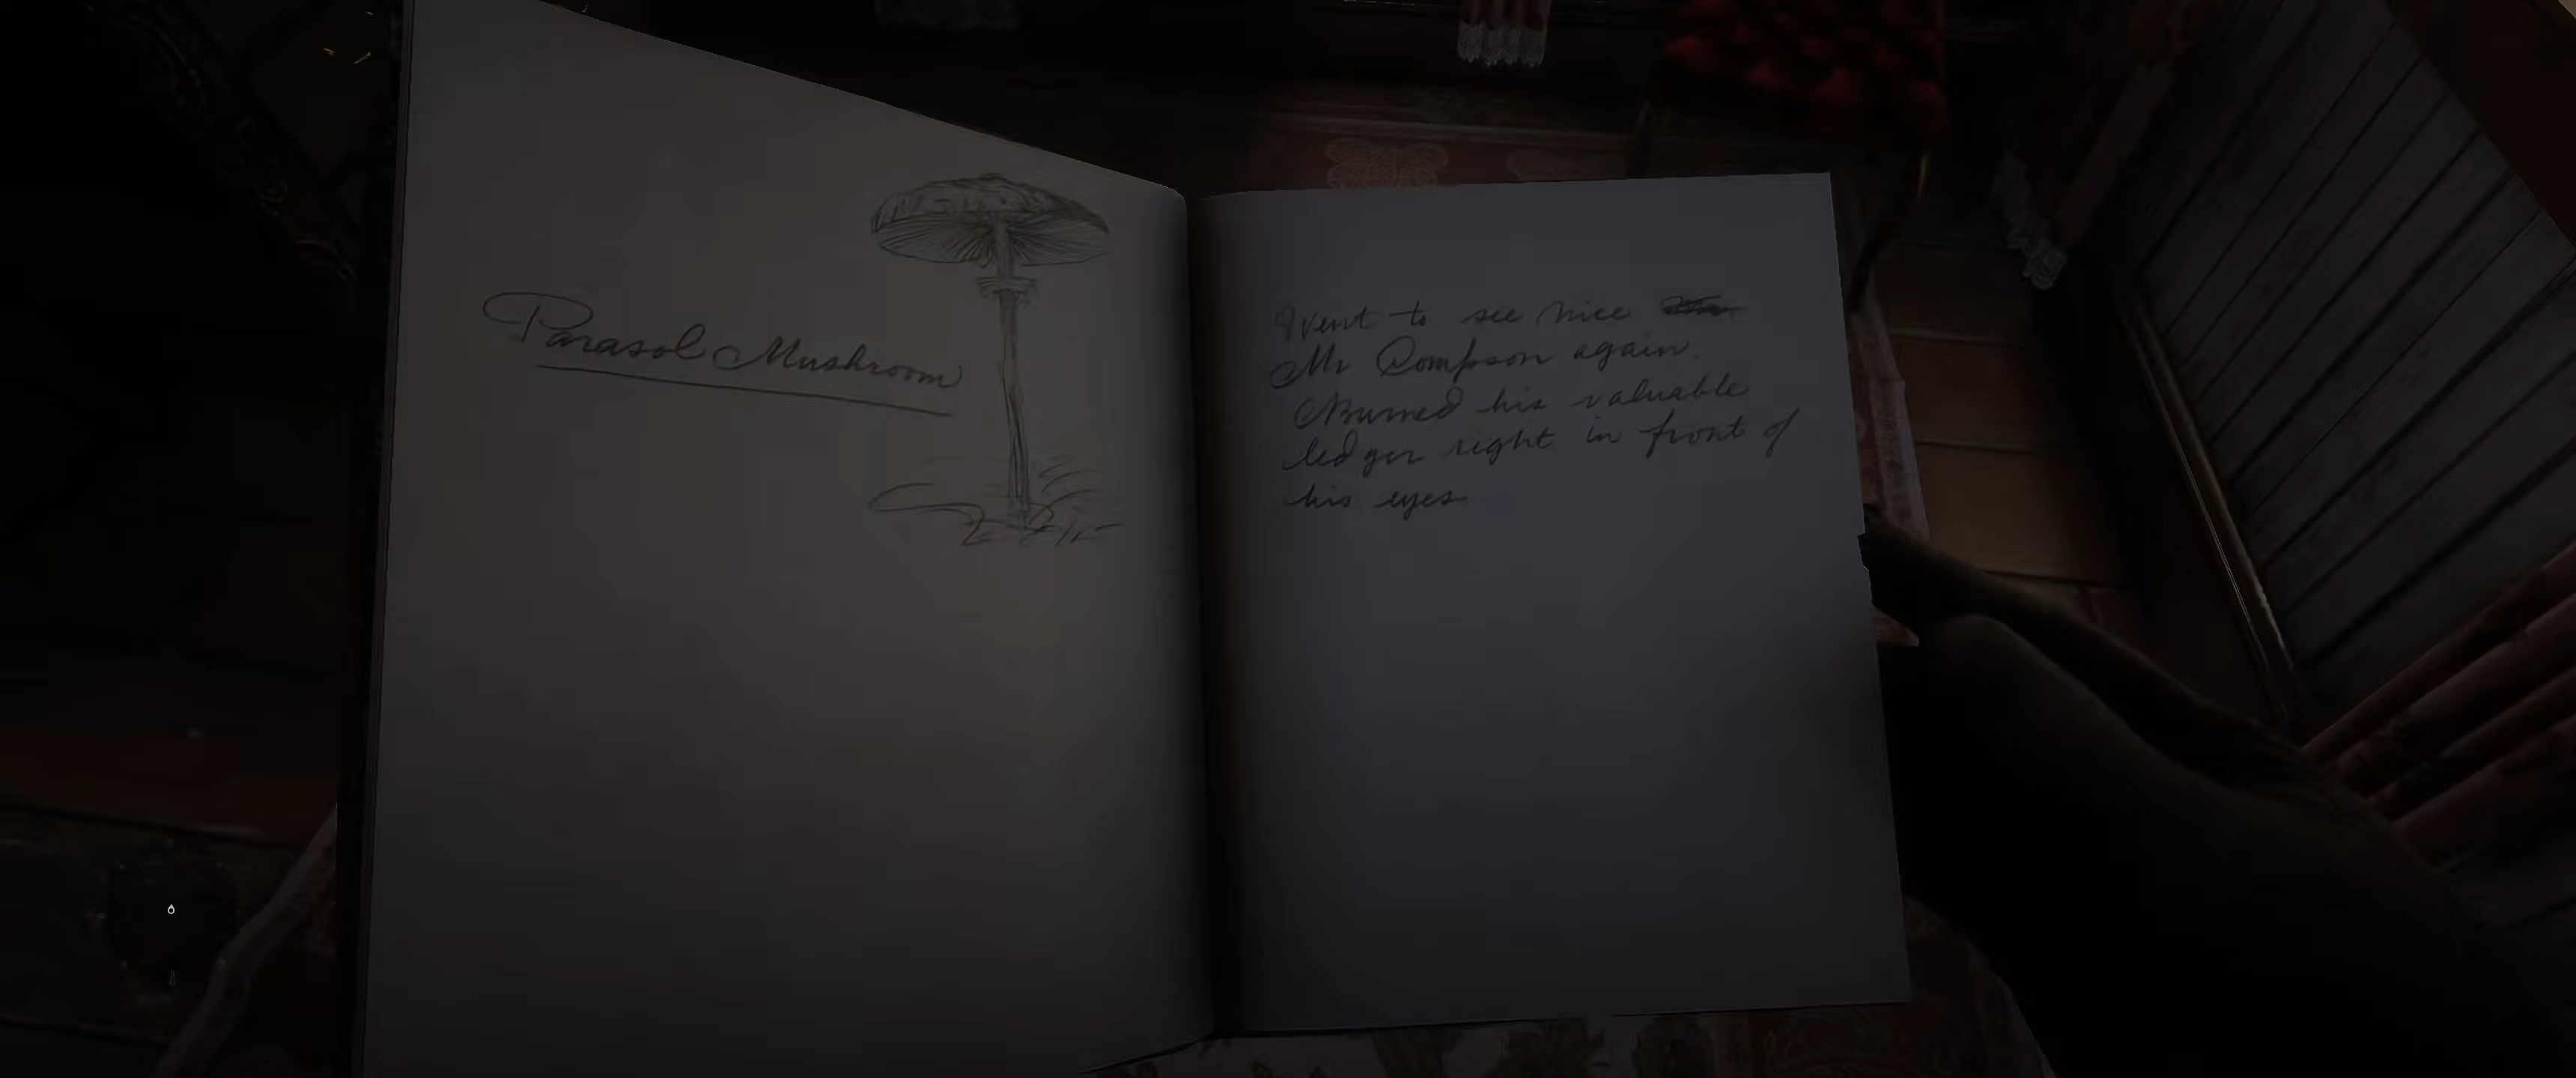 Parasol Mushroom
Went to see nice
Mr Compson again.
Burned his valuable
ledger right in front of
his eyes